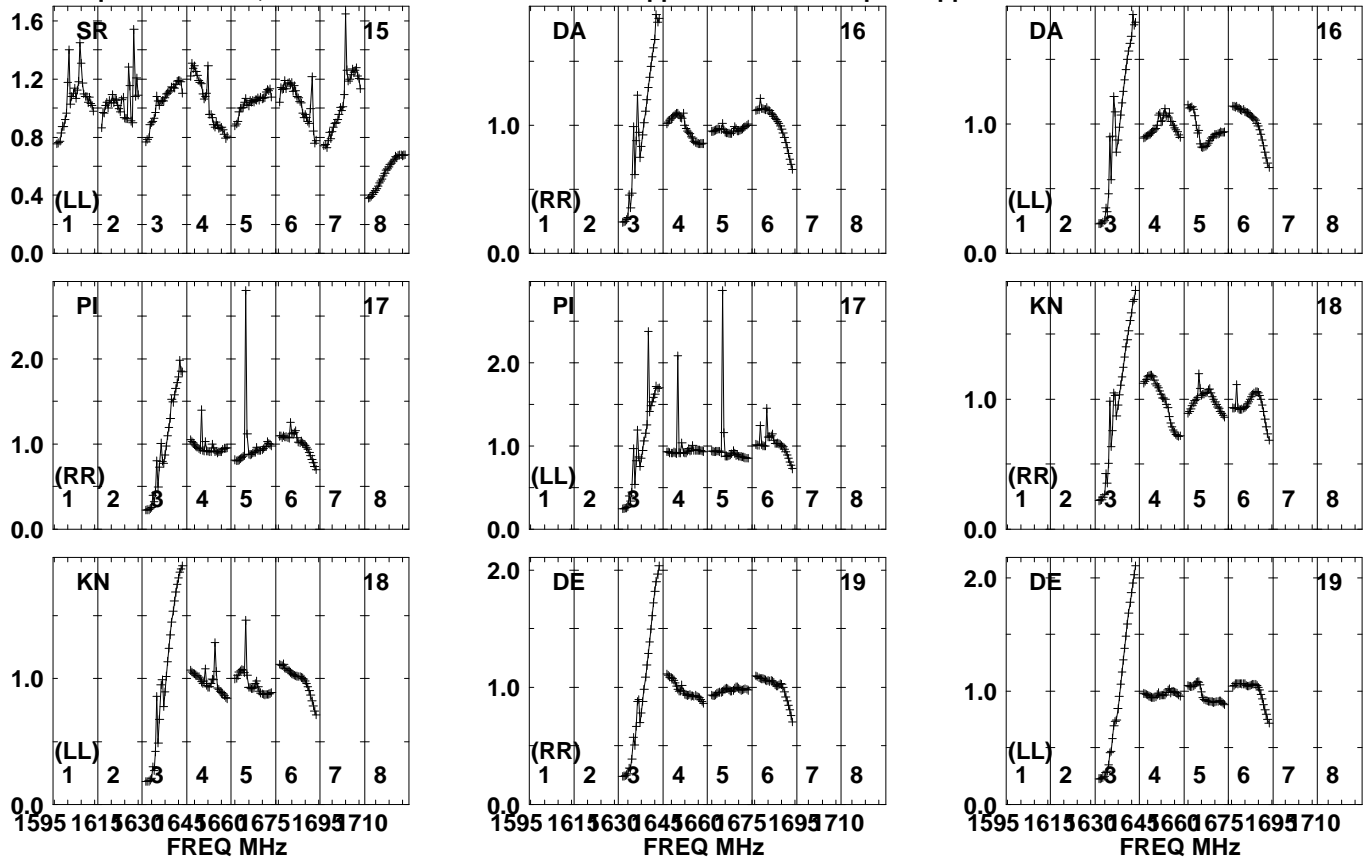 1.6 SR 15 DA 16 DA 16
1.2
1.0 1.0
0.8
0.4 (LL) (RR) (LL)
1 2 3 4 5 6 7 8 1 2 3 4 5 6 7 8 1 2 3 4 5 6 7 8
0.0 0.0 0.0
PI 17 PI 17 KN 18
2.0 2.0
1.0 1.0 1.0
(RR) (LL) (RR)
1 2 3 4 5 6 7 8 1 2 3 4 5 6 7 8 1 2 3 4 5 6 7 8
0.0 0.0 0.0
KN 18 DE 19 DE 19
2.0 2.0
1.0 1.0 1.0
(LL) (RR) (LL)
1 2 3 4 5 6 7 8 1 2 3 4 5 6 7 8 1 2 3 4 5 6 7 8
0.0 0.0 0.0
1595 1615 1630 1645 1660 1675 1695 1710 1595 1615 1630 1645 1660 1675 1695 1710 1595 1615 1630 1645 1660 1675 1695 1710
FREQ MHz FREQ MHz FREQ MHz